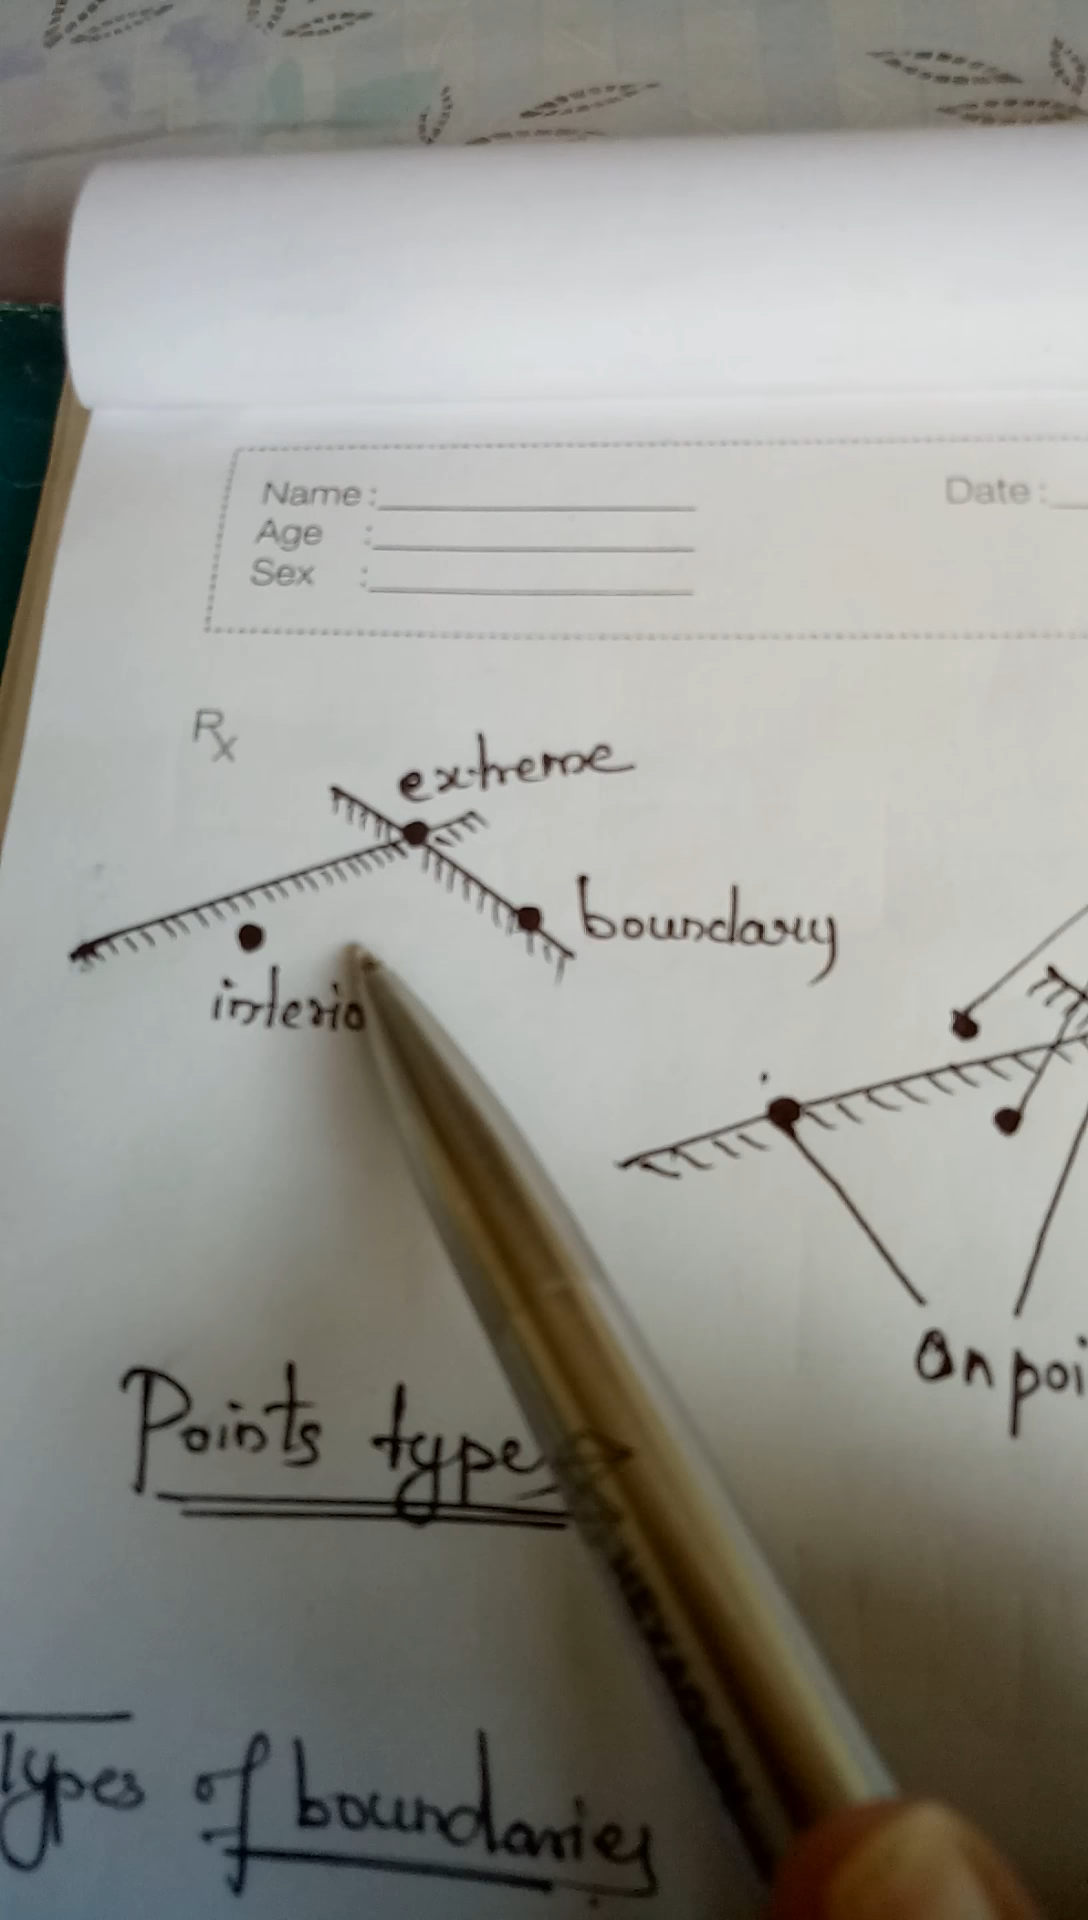 Name :
Date :
Age :
Sex :
Rx
extreme
boundary
interio
On poi
Points type
Types of boundaries